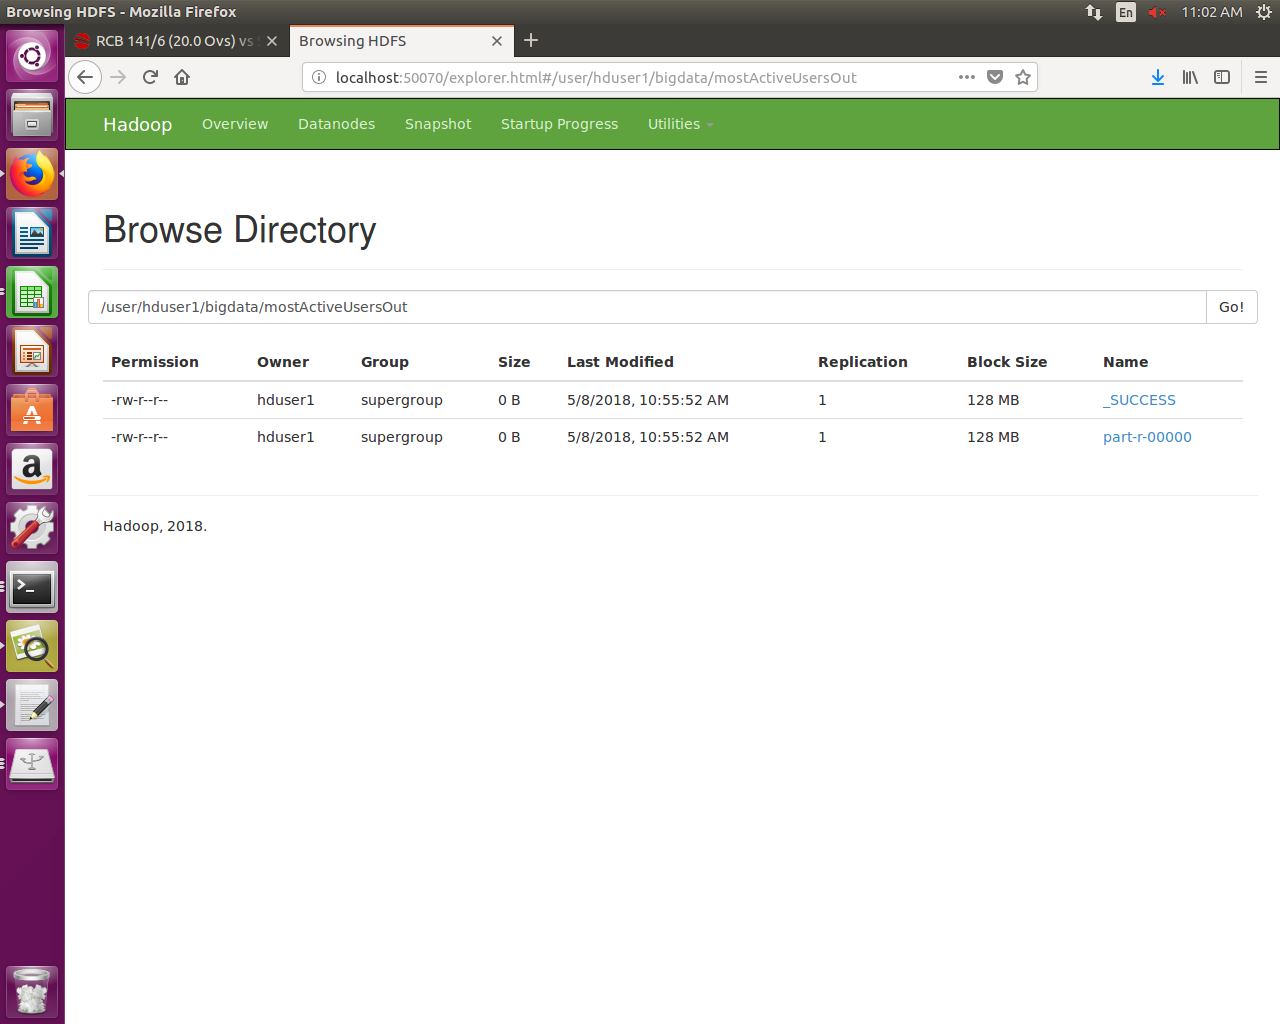 Browsing HDFS - Mozilla Firefox
En
11:02 AM
RCB 141/6 (20.0 Ovs) vs
Browsing HDFS
localhost:50070/explorer.html#/user/hduser1/bigdata/mostActiveUsersOut
Hadoop Overview Datanodes Snapshot Startup Progress Utilities
Browse Directory
/user/hduser1/bigdata/mostActiveUsersOut Go!
Permission Owner Group Size Last Modified Replication Block Size Name
-rw-r--r-- hduser1 supergroup 0 B 5/8/2018, 10:55:52 AM 1 128 MB _SUCCESS
-rw-r--r-- hduser1 supergroup 0 B 5/8/2018, 10:55:52 AM 1 128 MB part-r-00000
Hadoop, 2018.